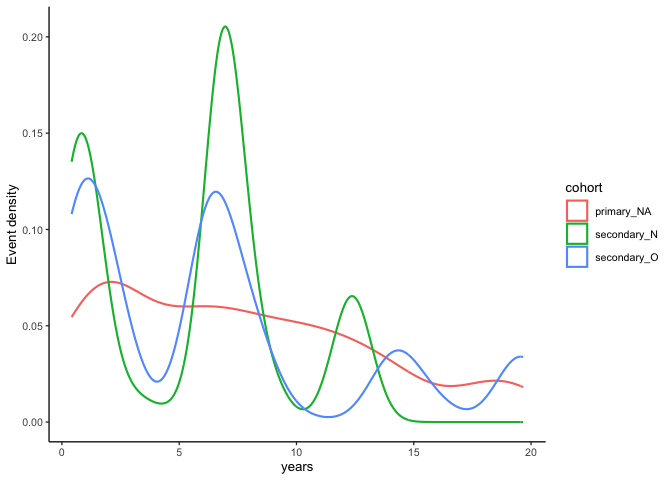 0.20
0.15
0.10
0.05
0.00
Event density
0
5
10
15
20
years
cohort
primary_NA
secondary_N
secondary_O